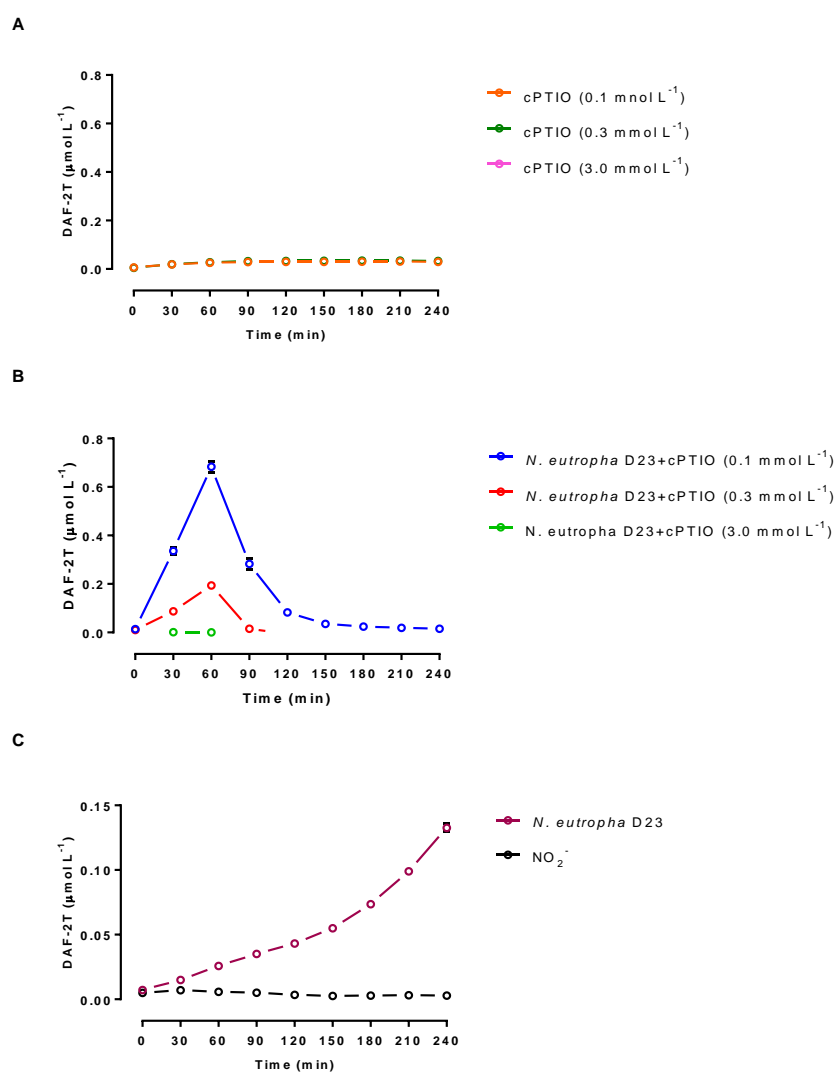 A
DAF-2T (μmol L⁻¹)
0.8
0.6
0.4
0.2
0.0
0 30 60 90 120 150 180 210 240
Time (min)
cPTIO (0.1 mnol L⁻¹)
cPTIO (0.3 mmol L⁻¹)
cPTIO (3.0 mmol L⁻¹)
B
DAF-2T (μmol L⁻¹)
0.8
0.6
0.4
0.2
0.0
0 30 60 90 120 150 180 210 240
Time (min)
N. eutropha D23+cPTIO (0.1 mmol L⁻¹)
N. eutropha D23+cPTIO (0.3 mmol L⁻¹)
N. eutropha D23+cPTIO (3.0 mmol L⁻¹)
C
DAF-2T (μmol L⁻¹)
0.15
0.10
0.05
0.00
0 30 60 90 120 150 180 210 240
Time (min)
N. eutropha D23
NO₂⁻